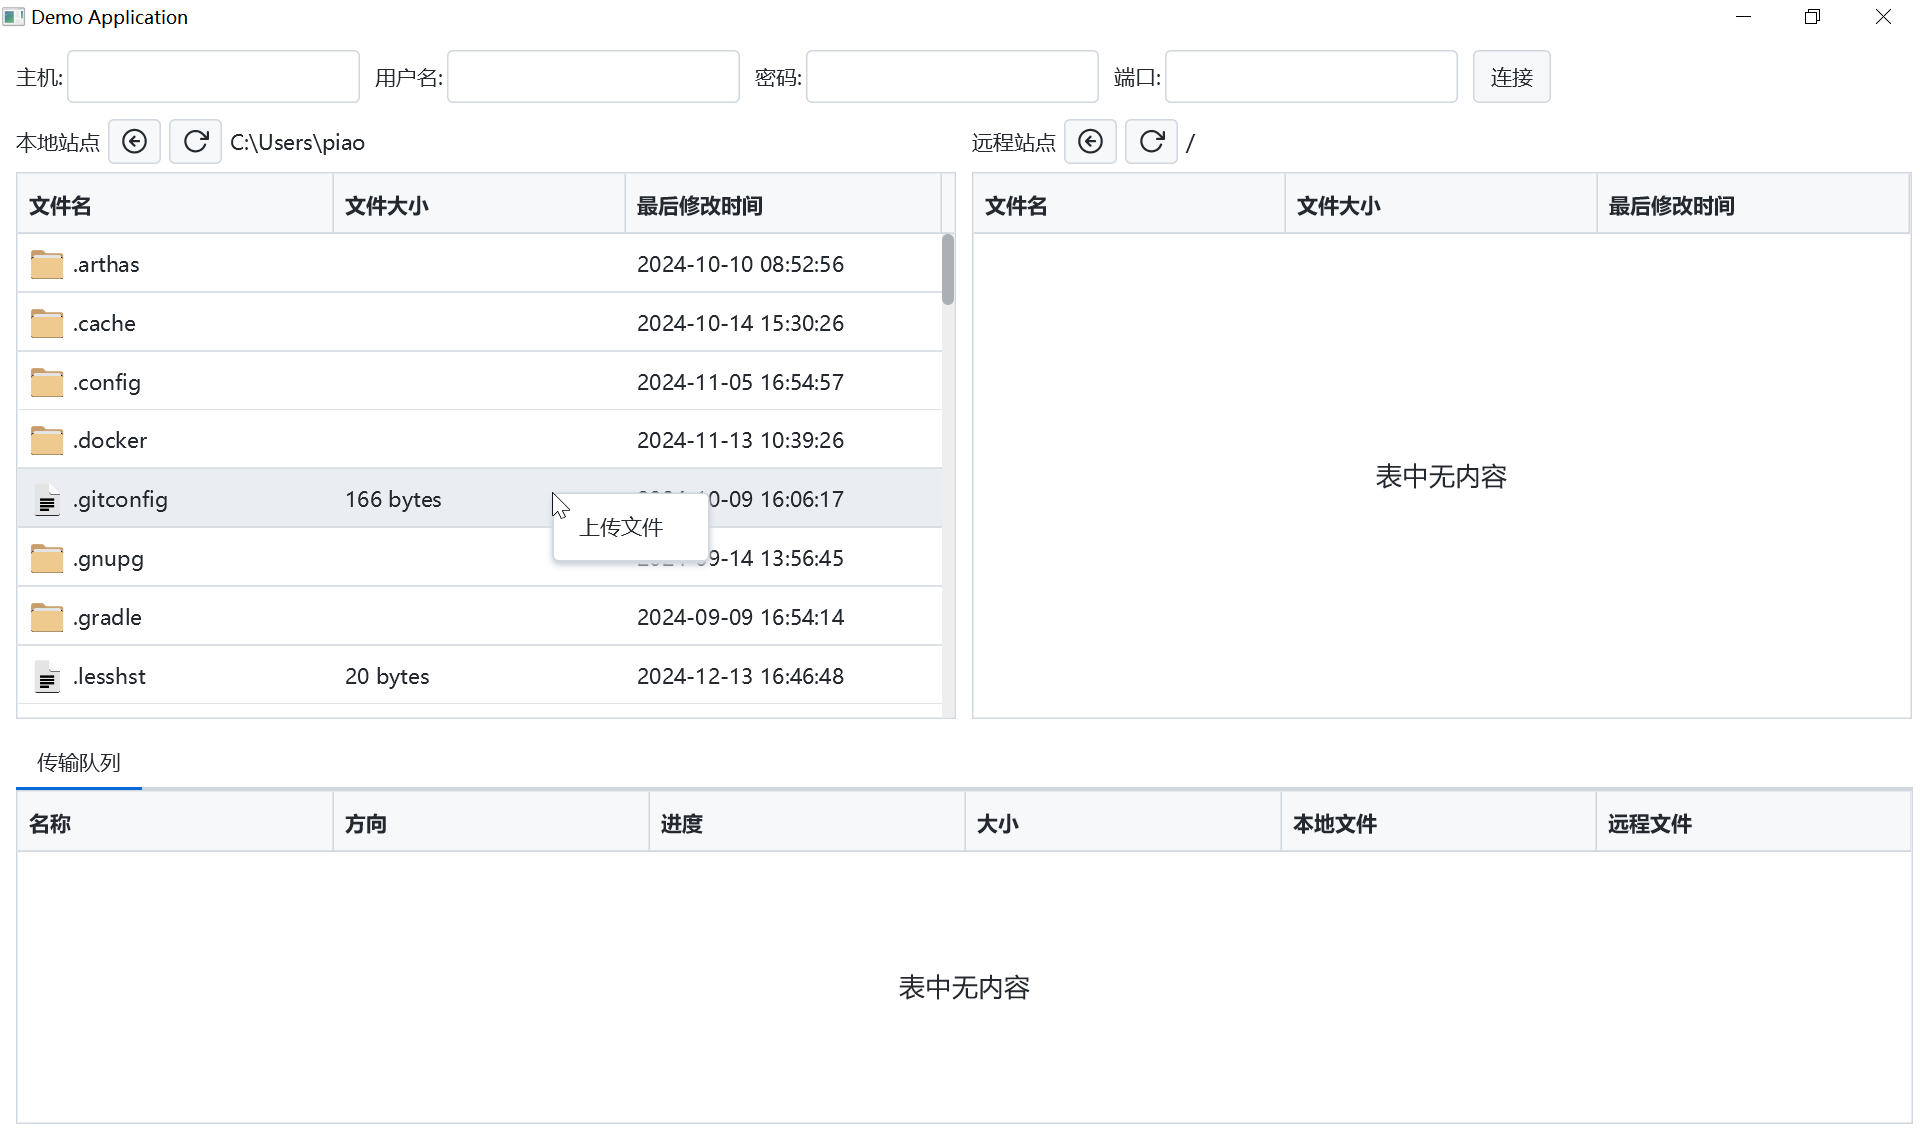 Demo Application
主机: 用户名: 密码: 端口: 连接
本地站点 C:\Users\piao
远程站点 /
文件名 文件大小 最后修改时间
.arthas 2024-10-10 08:52:56
.cache 2024-10-14 15:30:26
.config 2024-11-05 16:54:57
.docker 2024-11-13 10:39:26
.gitconfig 166 bytes 0-09 16:06:17
上传文件
.gnupg 9-14 13:56:45
.gradle 2024-09-09 16:54:14
.lesshst 20 bytes 2024-12-13 16:46:48
文件名 文件大小 最后修改时间
表中无内容
传输队列
名称 方向 进度 大小 本地文件 远程文件
表中无内容